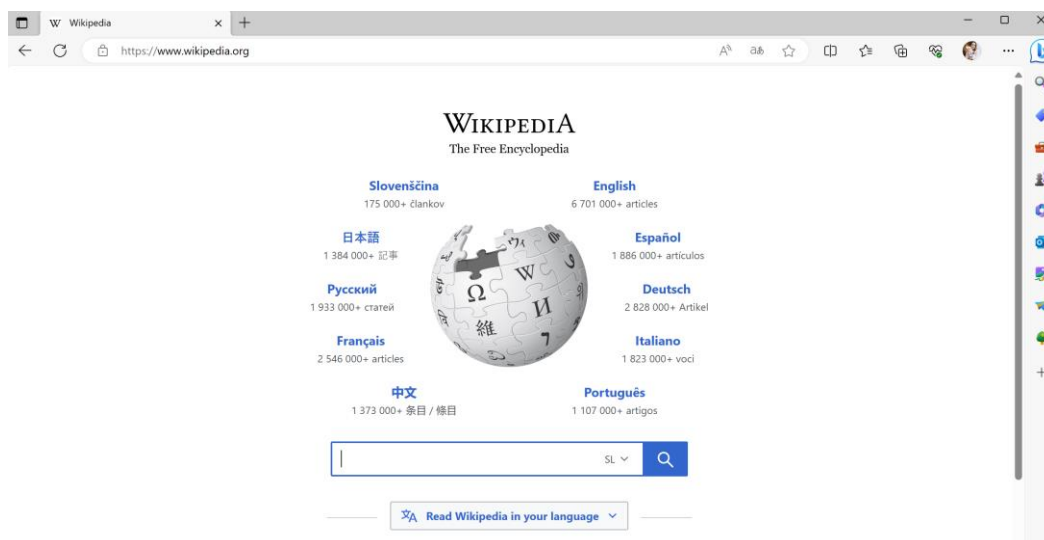 Wikipedia
https://www.wikipedia.org
WIKIPEDIA
The Free Encyclopedia
Slovenščina
175 000+ člankov
English
6 701 000+ articles
日本語
1 384 000+ 記事
Español
1 886 000+ artículos
Русский
1 933 000+ статей
Deutsch
2 828 000+ Artikel
Français
2 546 000+ articles
Italiano
1 823 000+ voci
中文
1 373 000+ 条目 / 條目
Português
1 107 000+ artigos
Ω
W
И
維
7
SL
Read Wikipedia in your language